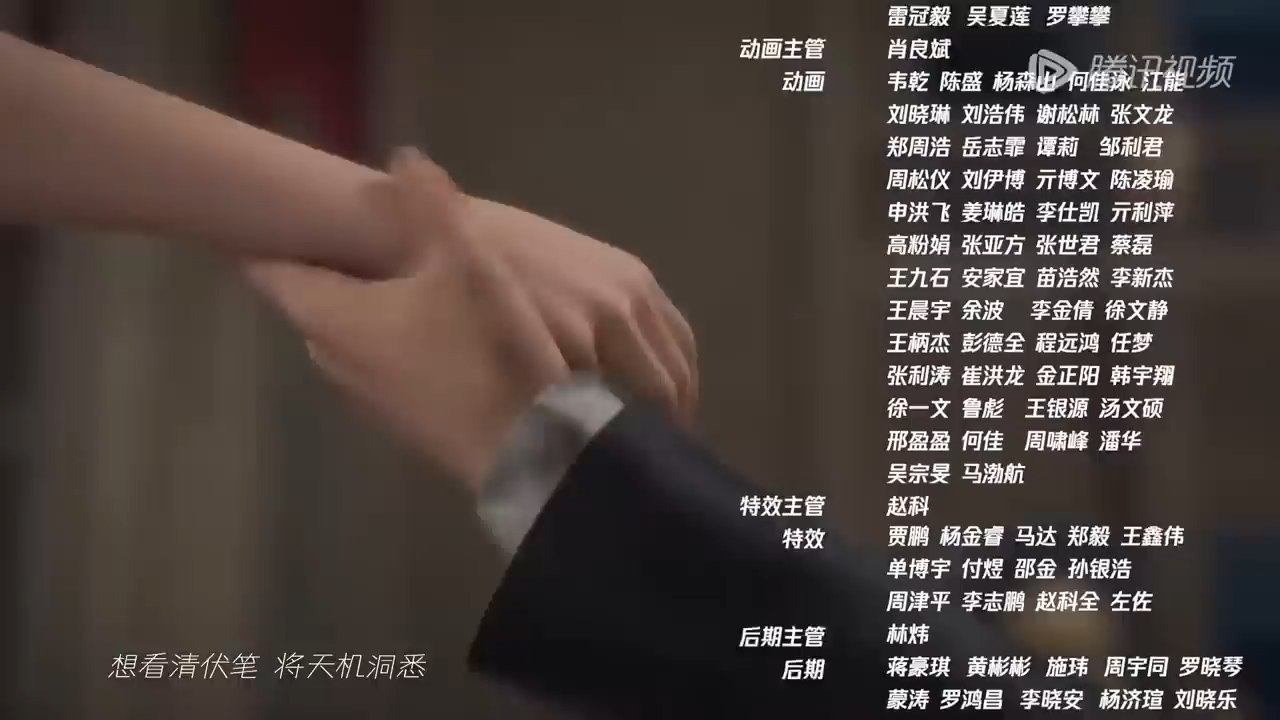 雷冠毅 吴夏莲 罗攀攀
动画主管 肖良斌
腾讯视频
动画 韦乾 陈盛 杨森山 何佳泳 江能
刘晓琳 刘浩伟 谢松林 张文龙
郑周浩 岳志霏 谭莉 邹利君
周松仪 刘伊博 亓博文 陈凌瑜
申洪飞 姜琳皓 李仕凯 亓利萍
高粉娟 张亚方 张世君 蔡磊
王九石 安家宜 苗浩然 李新杰
王晨宇 余波 李金倩 徐文静
王柄杰 彭德全 程远鸿 任梦
张利涛 崔洪龙 金正阳 韩宇翔
徐一文 鲁彪 王银源 汤文硕
邢盈盈 何佳 周啸峰 潘华
吴宗旻 马渤航
特效主管 赵科
特效 贾鹏 杨金睿 马达 郑毅 王鑫伟
单博宇 付煜 邵金 孙银浩
周津平 李志鹏 赵科全 左佐
后期主管 林炜
后期 蒋豪琪 黄彬彬 施玮 周宇同 罗晓琴
蒙涛 罗鸿昌 李晓安 杨济瑄 刘晓乐
想看清伏笔 将天机洞悉